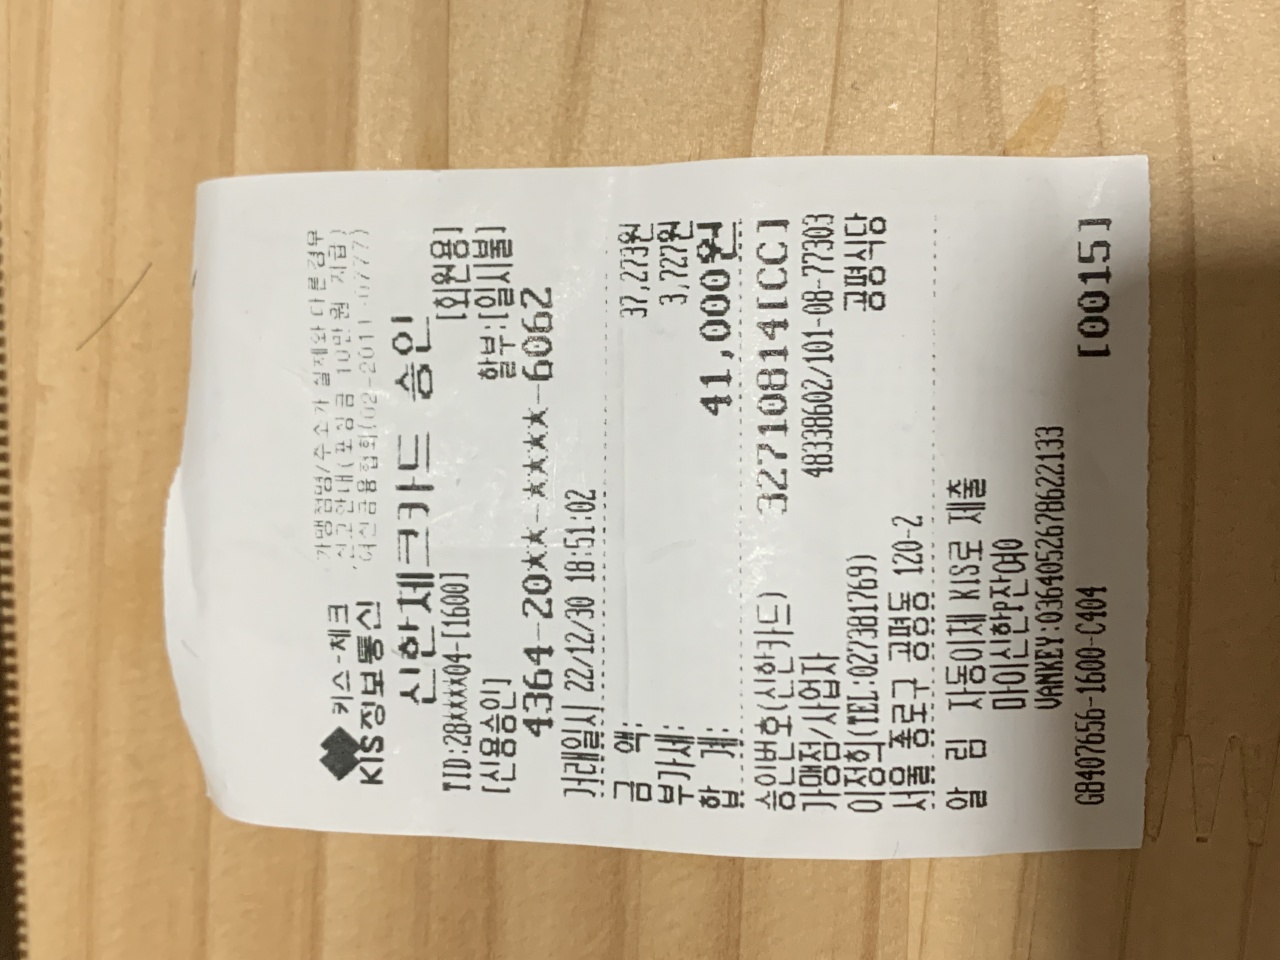 키스-체크
KIS정보통신
가맹점명/주소가 실제와 다른경우
신고안내(포상금 10만원 지급)
여신금융협회(02-2011-0777)
신한체크카드 승인
TID:28****04-[1600] [회원용]
[신용승인] 할부:[일시불]
4364-20**-****-6062
거래일시 22/12/30 18:51:02
금 액: 37,273원
부가세: 3,727원
합 계: 41,000원
승인번호(신한카드) 32710814[CC]
가맹점/사업자 48338602/101-08-77303
이정희(TEL:027381769) 공평식당
서울 종로구 공평동 120-2
알 림 자동이체 KIS로 제출
마이신한P잔여0
VANKEY:0364052678622133
GB407656-1600-C404 [0015]